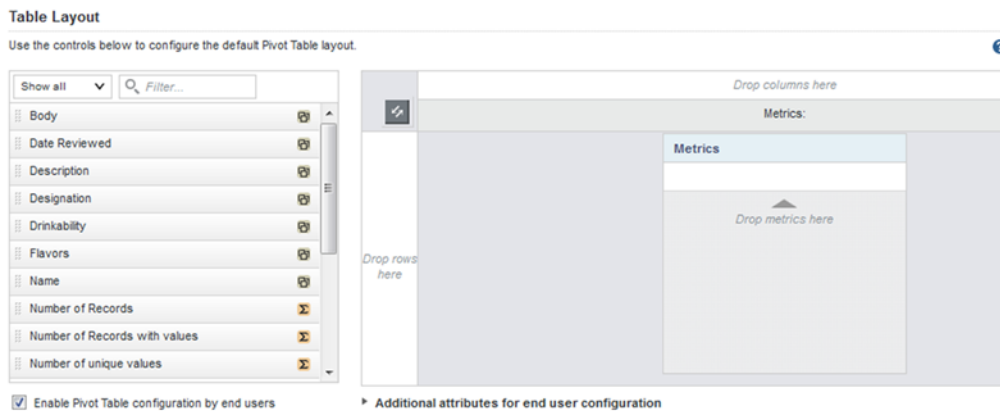 Table Layout
Use the controls below to configure the default Pivot Table layout.
Show all
Filter...
Body
Date Reviewed
Description
Designation
Drinkability
Flavors
Name
Number of Records
Number of Records with values
Number of unique values
Enable Pivot Table configuration by end users
Drop columns here
Metrics:
Metrics
Drop metrics here
Drop rows
here
Additional attributes for end user configuration